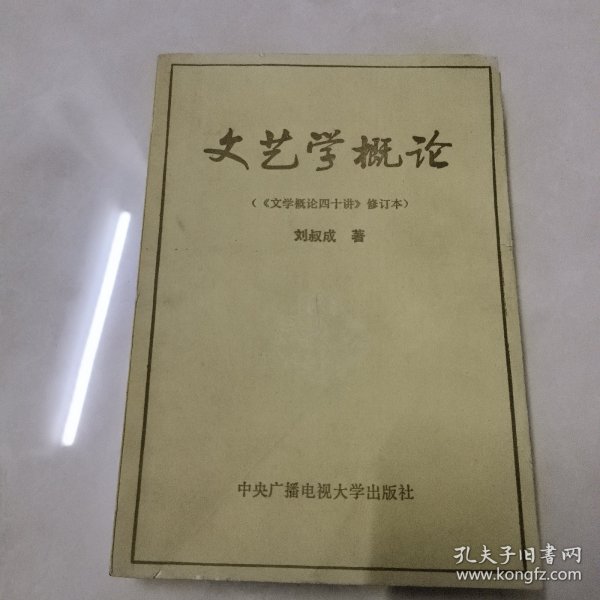 文艺学概论
(《文学概论四十讲》修订本)
刘叔成 著
中央广播电视大学出版社
孔夫子旧书网
www.kongfz.com